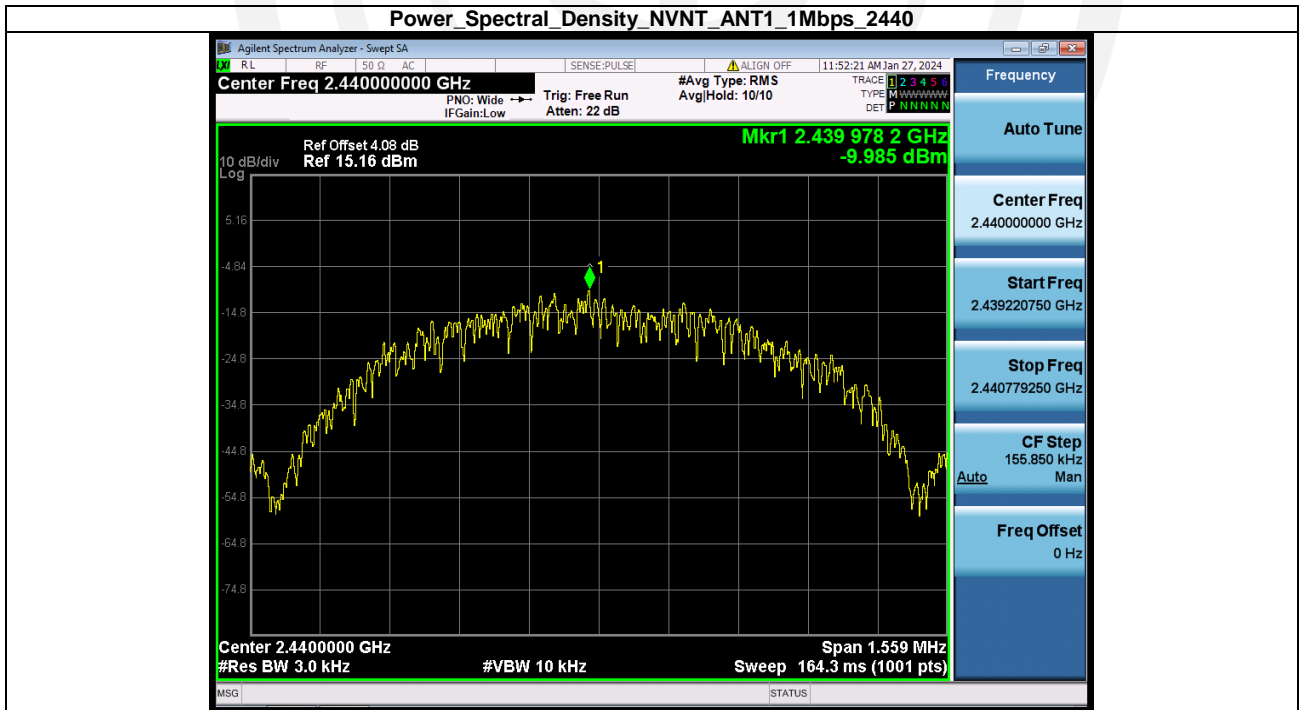 Power_Spectral_Density_NVNT_ANT1_1Mbps_2440
Agilent Spectrum Analyzer - Swept SA
LXI RL RF 50 Ω AC SENSE:PULSE ALIGN OFF 11:52:21 AM Jan 27, 2024
Center Freq 2.440000000 GHz
PNO: Wide
IFGain:Low
Trig: Free Run
Atten: 22 dB
#Avg Type: RMS
Avg|Hold: 10/10
TRACE 1 2 3 4 5 6
TYPE M WWWWW
DET P N N N N N
Mkr1 2.439 978 2 GHz
-9.985 dBm
Ref Offset 4.08 dB
10 dB/div Ref 15.16 dBm
Log
5.16
-4.84
-14.8
-24.8
-34.8
-44.8
-54.8
-64.8
-74.8
1
Center 2.4400000 GHz Span 1.559 MHz
#Res BW 3.0 kHz #VBW 10 kHz Sweep 164.3 ms (1001 pts)
MSG STATUS
Frequency
Auto Tune
Center Freq
2.440000000 GHz
Start Freq
2.439220750 GHz
Stop Freq
2.440779250 GHz
CF Step
155.850 kHz
Auto Man
Freq Offset
0 Hz